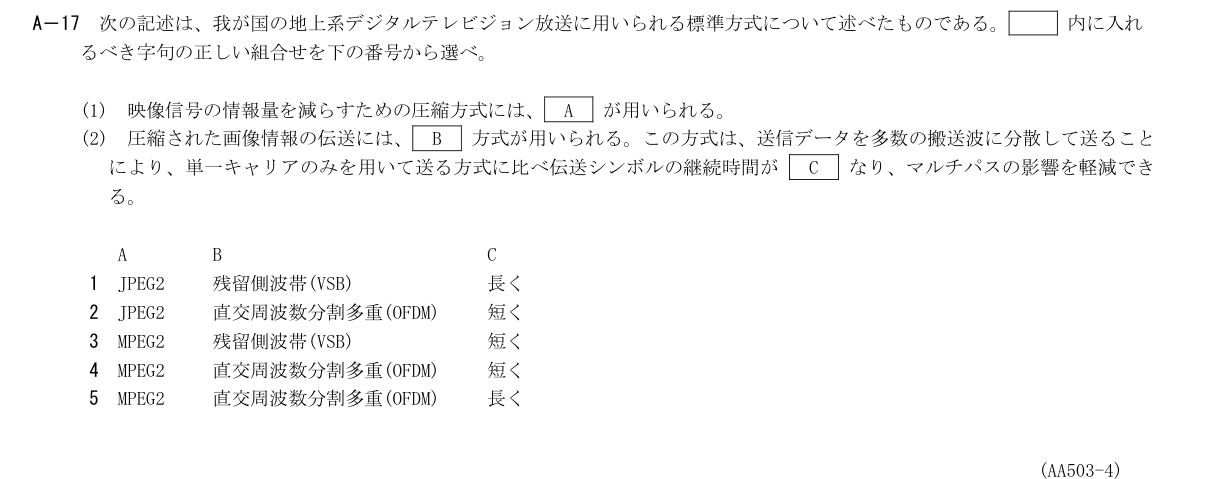 A－17 次の記述は、我が国の地上系デジタルテレビジョン放送に用いられる標準方式について述べたものである。 内に入れ
るべき字句の正しい組合せを下の番号から選べ。
(1) 映像信号の情報量を減らすための圧縮方式には、 A が用いられる。
(2) 圧縮された画像情報の伝送には、 B 方式が用いられる。この方式は、送信データを多数の搬送波に分散して送ること
により、単一キャリアのみを用いて送る方式に比べ伝送シンボルの継続時間が C なり、マルチパスの影響を軽減でき
る。
A B C
1 JPEG2 残留側波帯(VSB) 長く
2 JPEG2 直交周波数分割多重(OFDM) 短く
3 MPEG2 残留側波帯(VSB) 短く
4 MPEG2 直交周波数分割多重(OFDM) 短く
5 MPEG2 直交周波数分割多重(OFDM) 長く
(AA503-4)